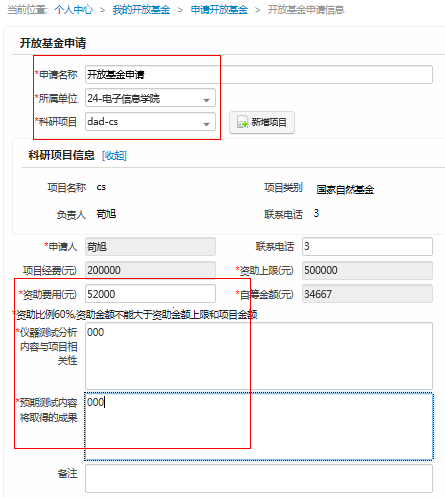 当前位置: 个人中心 > 我的开放基金 > 申请开放基金 > 开放基金申请信息
开放基金申请
*申请名称 开放基金申请
*所属单位 24-电子信息学院
*科研项目 dad-cs 新增项目
科研项目信息 [收起]
项目名称 cs 项目类别 国家自然基金
负责人 苟旭 联系电话 3
*申请人 苟旭 联系电话 3
项目经费(元) 200000 *资助上限(元) 500000
*资助费用(元) 52000 *自筹金额(元) 34667
*资助比例60%,资助金额不能大于资助金额上限和项目金额
*仪器测试分析 000
内容与项目相
关性
*预期测试内容 000
将取得的成果
备注